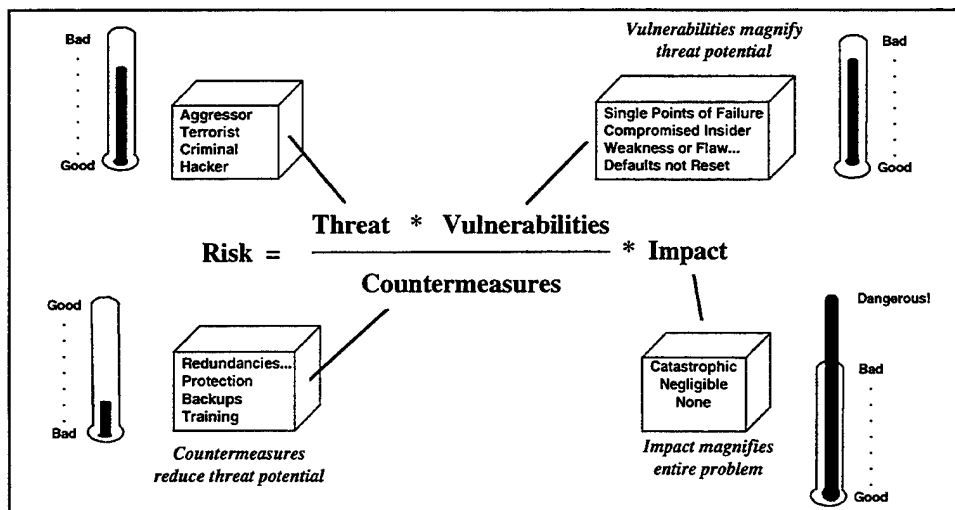 Bad
Good
Aggressor
Terrorist
Criminal
Hacker
Vulnerabilities magnify
threat potential
Single Points of Failure
Compromised Insider
Weakness or Flaw...
Defaults not Reset
Bad
Good
Threat * Vulnerabilities
Risk = * Impact
Countermeasures
Good
Bad
Redundancies...
Protection
Backups
Training
Countermeasures
reduce threat potential
Catastrophic
Negligible
None
Impact magnifies
entire problem
Dangerous!
Bad
Good